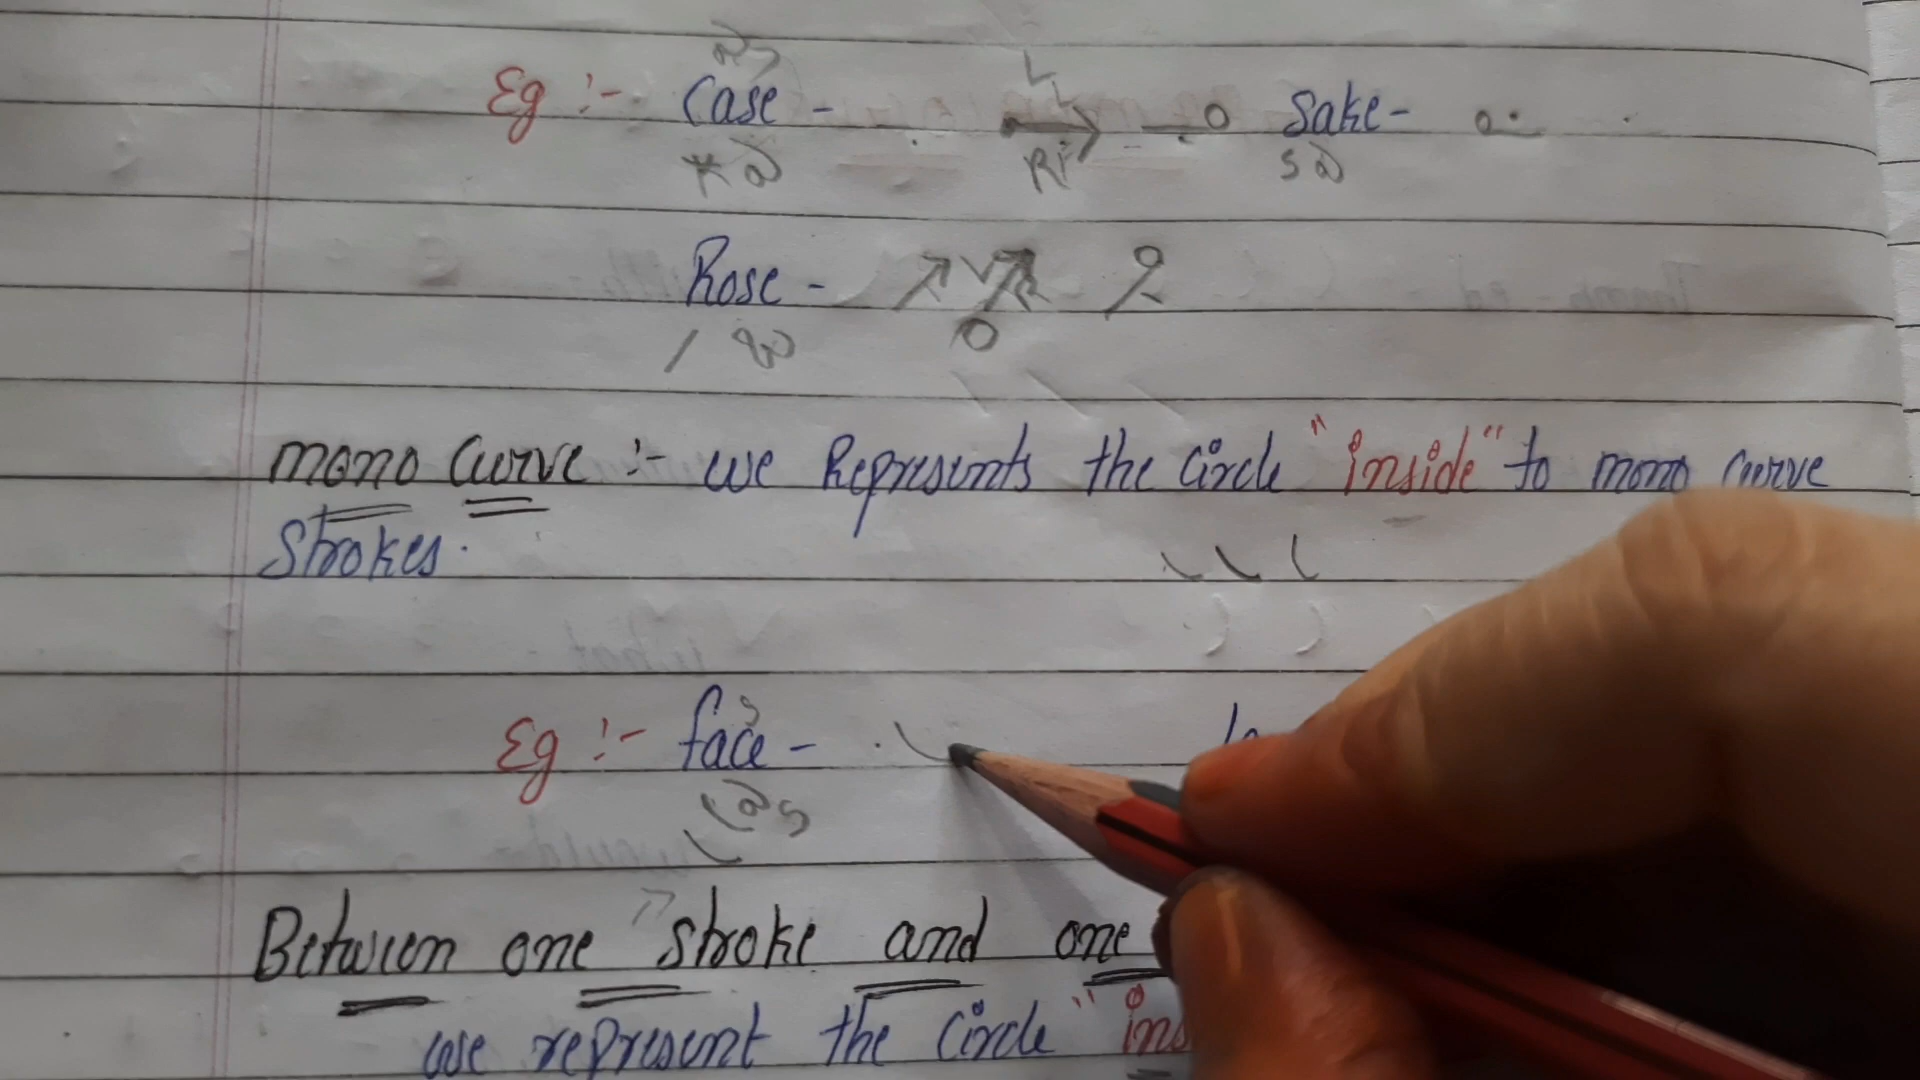 Eg :- Case - Sake -
Rose -
mono Curve :- we Represents the circle "inside" to mono curve
Strokes.
Eg :- face -
Between one stroke and one
we represent the circle "ins